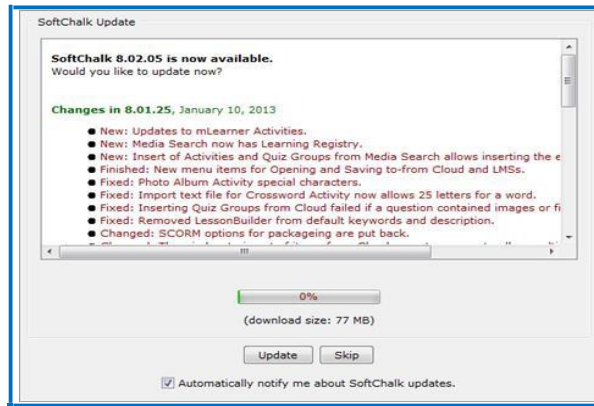 SoftChalk Update
SoftChalk 8.02.05 is now available.
Would you like to update now?
Changes in 8.01.25, January 10, 2013
New: Updates to mLearner Activities.
New: Media Search now has Learning Registry.
New: Insert of Activities and Quiz Groups from Media Search allows inserting the e
Finished: New menu items for Opening and Saving to-from Cloud and LMSs.
Fixed: Photo Album Activity special characters.
Fixed: Import text file for Crossword Activity now allows 25 letters for a word.
Fixed: Inserting Quiz Groups from Cloud failed if a question contained images or fi
Fixed: Removed LessonBuilder from default keywords and description.
Changed: SCORM options for packageing are put back.
0%
(download size: 77 MB)
Update Skip
Automatically notify me about SoftChalk updates.